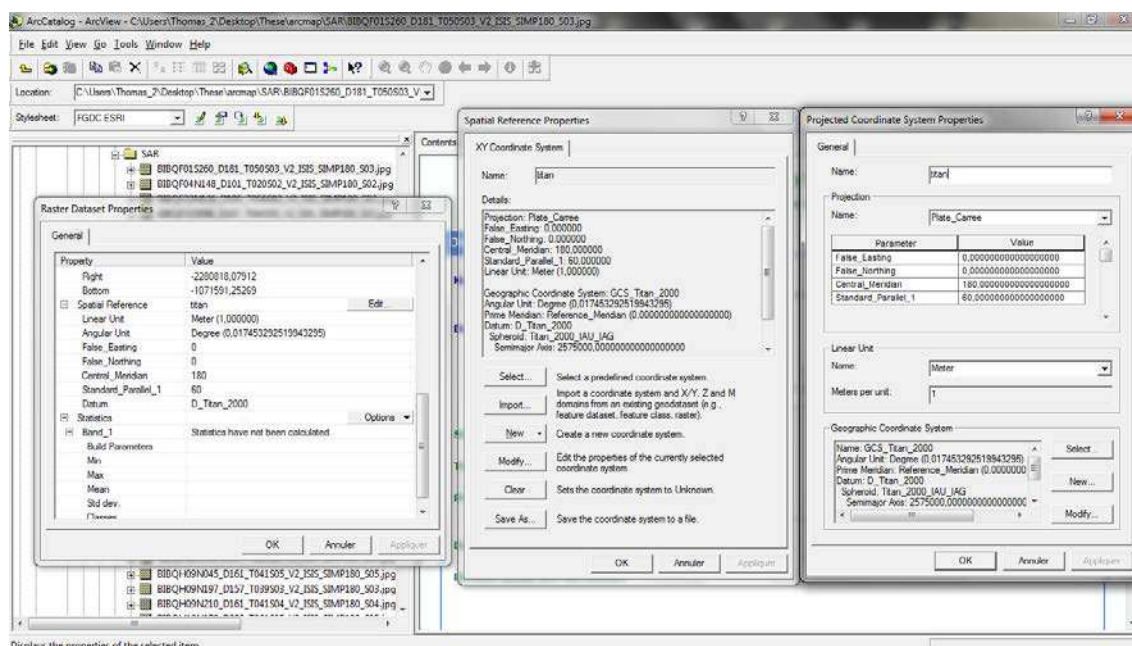 ArcCatalog - ArcView - C:\Users\Thomas_2\Desktop\These\arcmap\SAR\BIBQF01S260_D181_T050S03_V2_ISIS_SIMP180_S03.jpg
File Edit View Go Tools Window Help
Location: C:\Users\Thomas_2\Desktop\These\arcmap\SAR\BIBQF01S260_D181_T050S03_V
Stylesheet: FGDC ESRI
Contents
SAR
BIBQF01S260_D181_T050S03_V2_ISIS_SIMP180_S03.jpg
BIBQF04N148_D101_T020S02_V2_ISIS_SIMP180_S02.jpg
Raster Dataset Properties
General
Property Value
Right -2280818,07912
Bottom -1071591,25269
Spatial Reference titan Edit...
Linear Unit Meter (1,000000)
Angular Unit Degree (0,017453292519943295)
False_Easting 0
False_Northing 0
Central_Meridian 180
Standard_Parallel_1 60
Datum D_Titan_2000
Statistics Options
Band_1 Statistics have not been calculated
Build Parameters
Min
Max
Mean
Std dev.
Classes
OK Annuler Appliquer
BIBQH09N045_D161_T041S05_V2_ISIS_SIMP180_S05.jpg
BIBQH09N197_D157_T039S03_V2_ISIS_SIMP180_S03.jpg
BIBQH09N210_D161_T041S04_V2_ISIS_SIMP180_S04.jpg
Displays the properties of the selected item
Spatial Reference Properties
XY Coordinate System
Name: titan
Details:
Projection: Plate_Carree
False_Easting: 0,000000
False_Northing: 0,000000
Central_Meridian: 180,000000
Standard_Parallel_1: 60,000000
Linear Unit: Meter (1,000000)
Geographic Coordinate System: GCS_Titan_2000
Angular Unit: Degree (0,017453292519943295)
Prime Meridian: Reference_Meridian (0,000000000000000000)
Datum: D_Titan_2000
Spheroid: Titan_2000_IAU_IAG
Semimajor Axis: 2575000,000000000000000000
Select... Select a predefined coordinate system.
Import... Import a coordinate system and X/Y, Z and M
domains from an existing geodataset (e.g.,
feature dataset, feature class, raster).
New Create a new coordinate system.
Modify... Edit the properties of the currently selected
coordinate system.
Clear Sets the coordinate system to Unknown.
Save As... Save the coordinate system to a file.
OK Annuler Appliquer
Projected Coordinate System Properties
General
Name: titan
Projection
Name: Plate_Carree
Parameter Value
False_Easting 0,000000000000000000
False_Northing 0,000000000000000000
Central_Meridian 180,000000000000000000
Standard_Parallel_1 60,000000000000000000
Linear Unit
Name: Meter
Meters per unit: 1
Geographic Coordinate System
Name: GCS_Titan_2000
Angular Unit: Degree (0,017453292519943295)
Prime Meridian: Reference_Meridian (0,0000000
Datum: D_Titan_2000
Spheroid: Titan_2000_IAU_IAG
Semimajor Axis: 2575000,0000000000000000
Select...
New...
Modify...
OK Annuler Appliquer